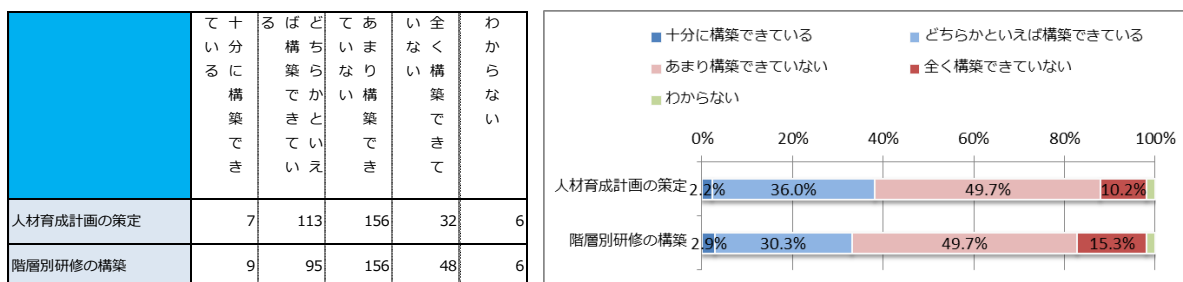 十分に構築でき
ている
どちらかといえ
ば構築できてい
る
あまり構築でき
ていない
全く構築できて
いない
わからない
人材育成計画の策定 7 113 156 32 6
階層別研修の構築 9 95 156 48 6
十分に構築できている どちらかといえば構築できている
あまり構築できていない 全く構築できていない
わからない
0% 20% 40% 60% 80% 100%
人材育成計画の策定 2.2% 36.0% 49.7% 10.2%
階層別研修の構築 2.9% 30.3% 49.7% 15.3%